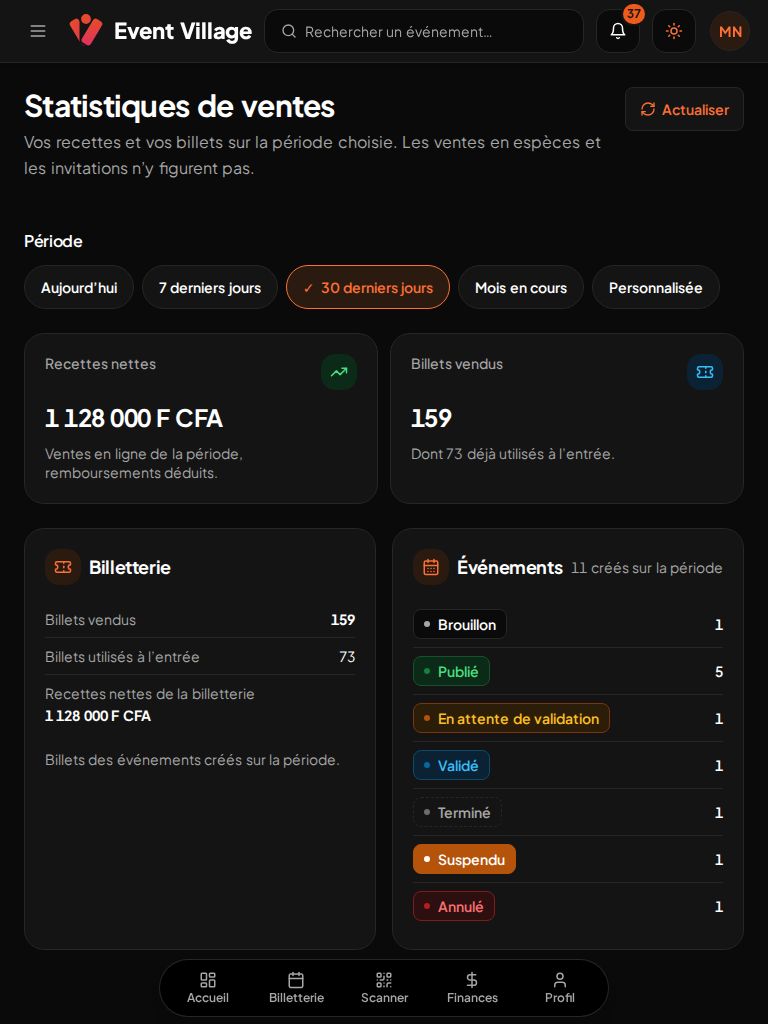 Event Village
Rechercher un événement…
37
MN
Statistiques de ventes
Actualiser
Vos recettes et vos billets sur la période choisie. Les ventes en espèces et
les invitations n’y figurent pas.
Période
Aujourd’hui
7 derniers jours
✓ 30 derniers jours
Mois en cours
Personnalisée
Recettes nettes
1 128 000 F CFA
Ventes en ligne de la période,
remboursements déduits.
Billets vendus
159
Dont 73 déjà utilisés à l’entrée.
Billetterie
Billets vendus 159
Billets utilisés à l’entrée 73
Recettes nettes de la billetterie
1 128 000 F CFA
Billets des événements créés sur la période.
Événements 11 créés sur la période
Brouillon 1
Publié 5
En attente de validation 1
Validé 1
Terminé 1
Suspendu 1
Annulé 1
Accueil
Billetterie
Scanner
Finances
Profil